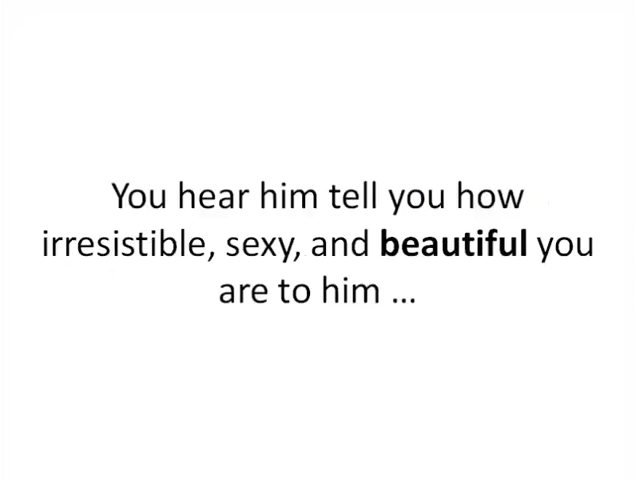 You hear him tell you how
irresistible, sexy, and beautiful you
are to him ...